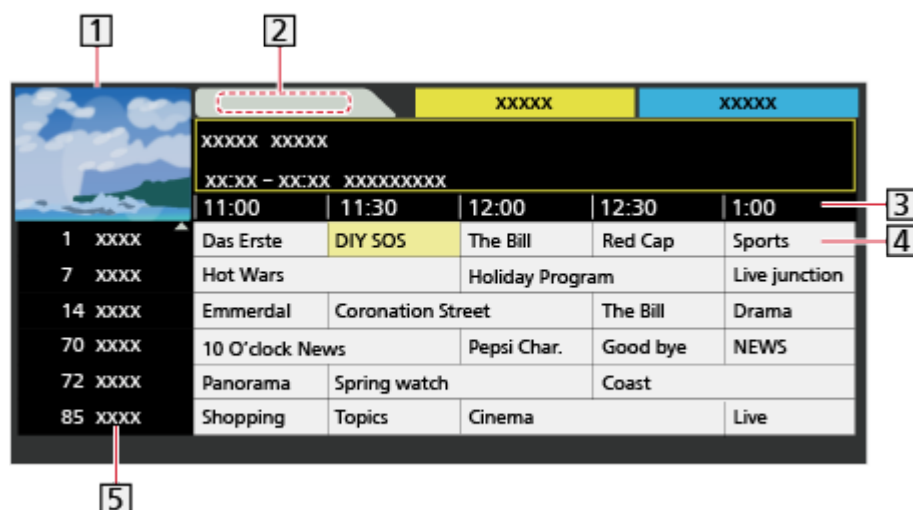 1 2
XXXXX XXXXX
XXXXX XXXXX
XX:XX – XX:XX XXXXXXXXX
11:00 11:30 12:00 12:30 1:00 3
1 XXXX Das Erste DIY SOS The Bill Red Cap Sports 4
7 XXXX Hot Wars Holiday Program Live junction
14 XXXX Emmerdal Coronation Street The Bill Drama
70 XXXX 10 O'clock News Pepsi Char. Good bye NEWS
72 XXXX Panorama Spring watch Coast
85 XXXX Shopping Topics Cinema Live
5